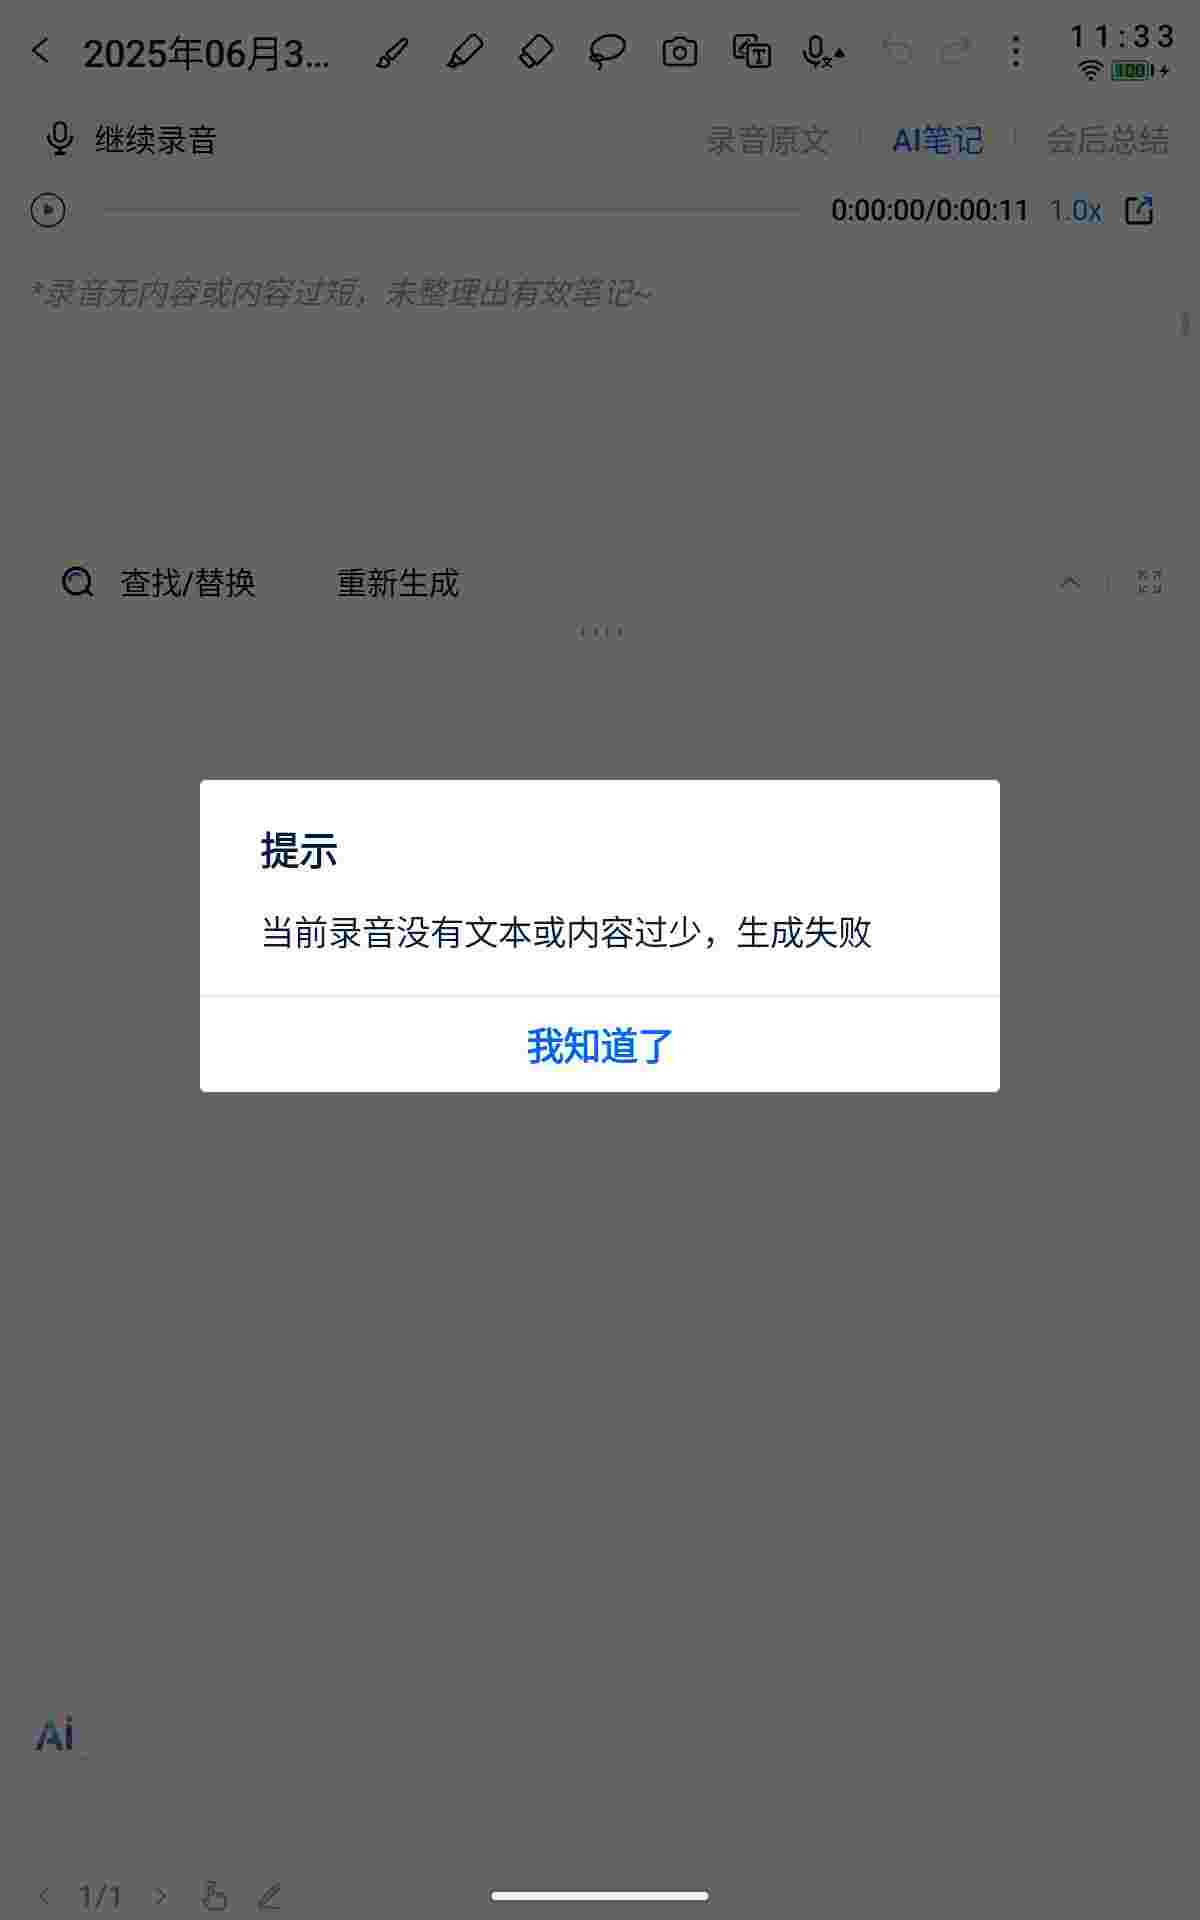 2025年06月3...
11:33
100
继续录音
录音原文
AI笔记
会后总结
0:00:00/0:00:11
1.0x
*录音无内容或内容过短，未整理出有效笔记~
查找/替换
重新生成
提示
当前录音没有文本或内容过少，生成失败
我知道了
Ai
1/1